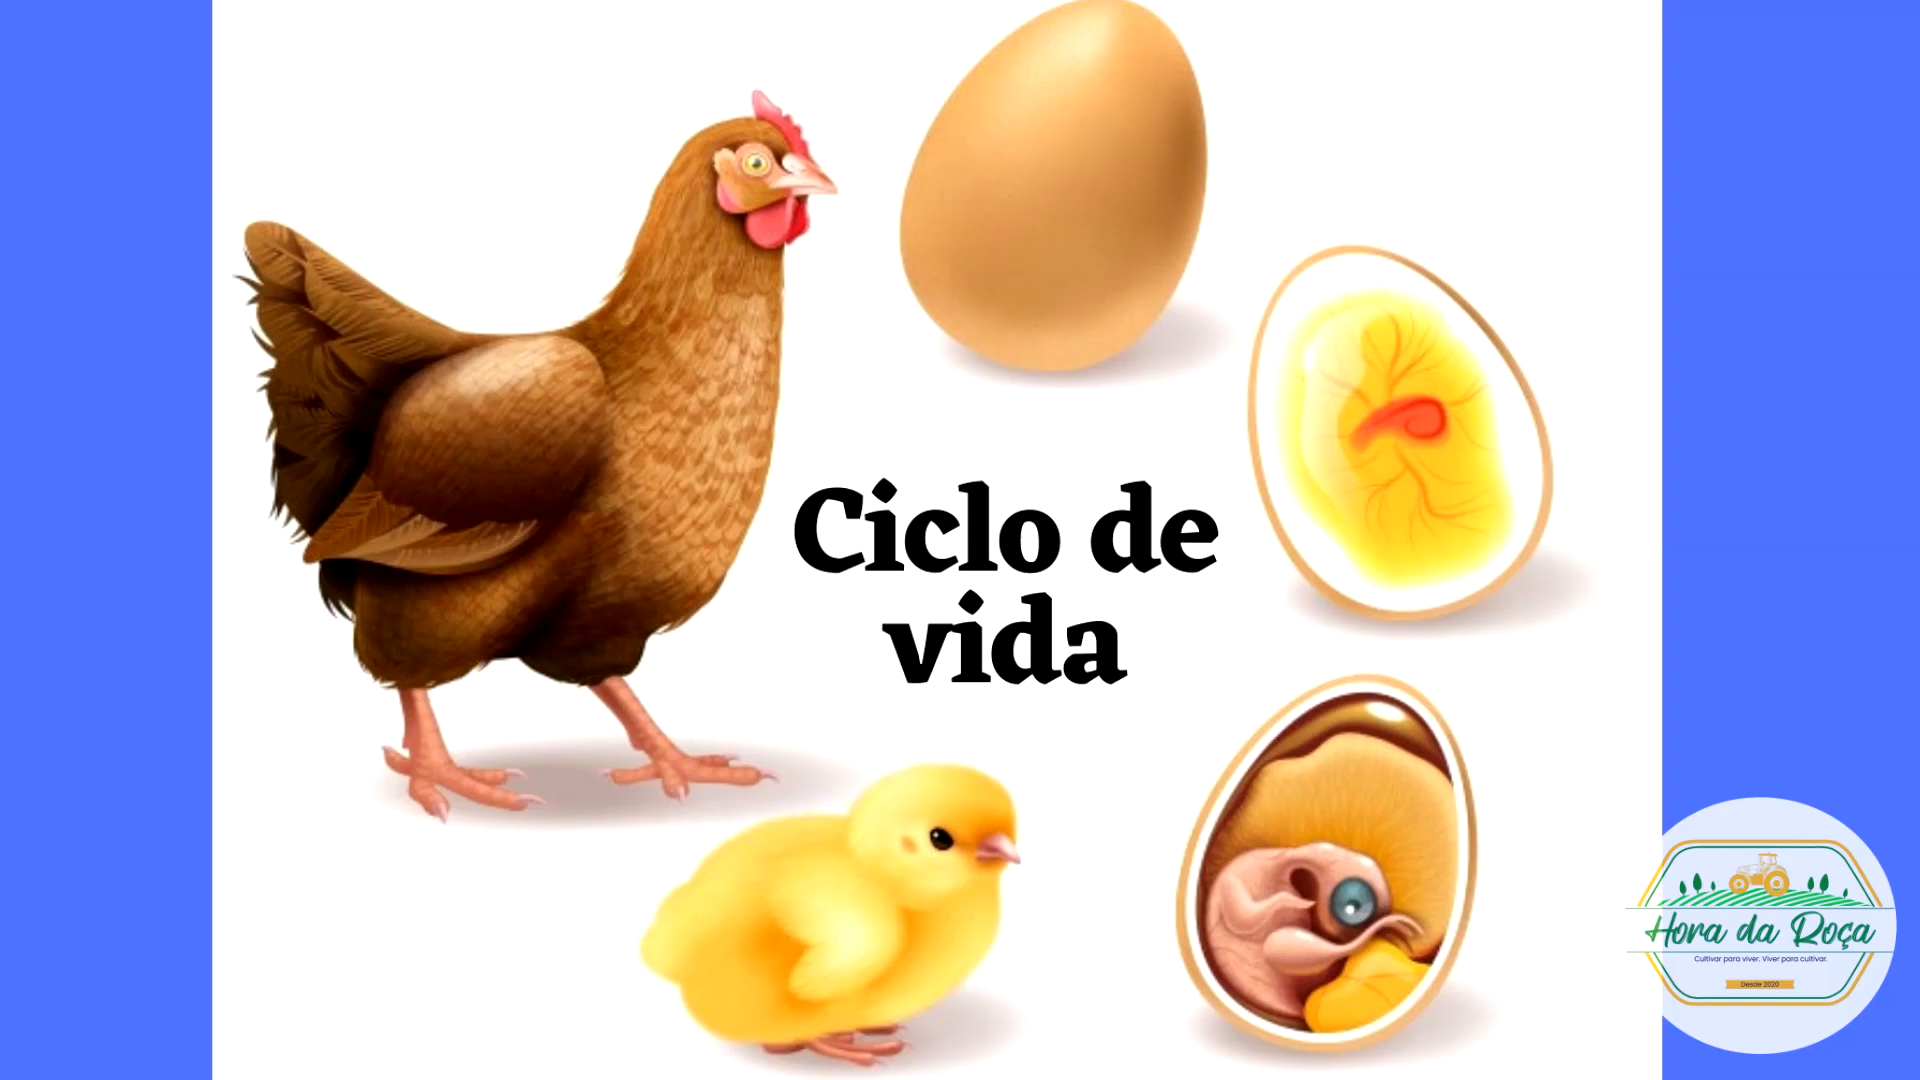 Ciclo de
vida
Hora da Roça
Cultivar para viver. Viver para cultivar.
Desde 2020